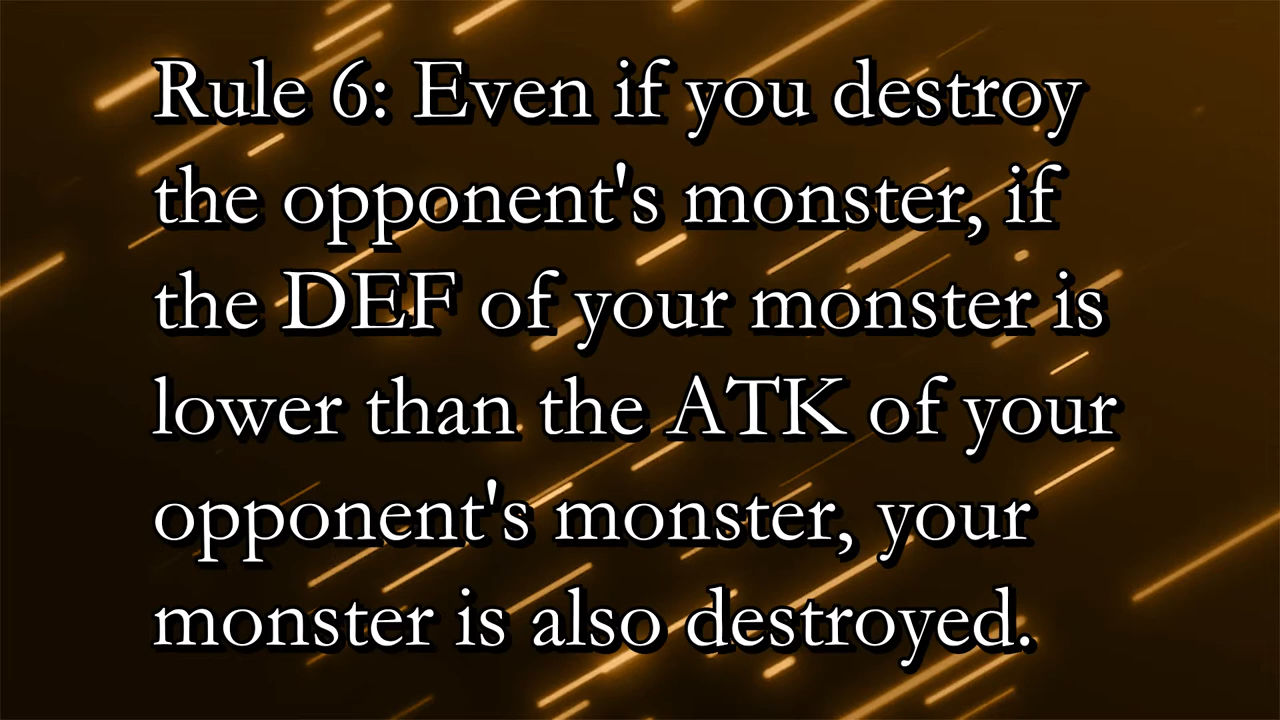 Rule 6: Even if you destroy
the opponent's monster, if
the DEF of your monster is
lower than the ATK of your
opponent's monster, your
monster is also destroyed.